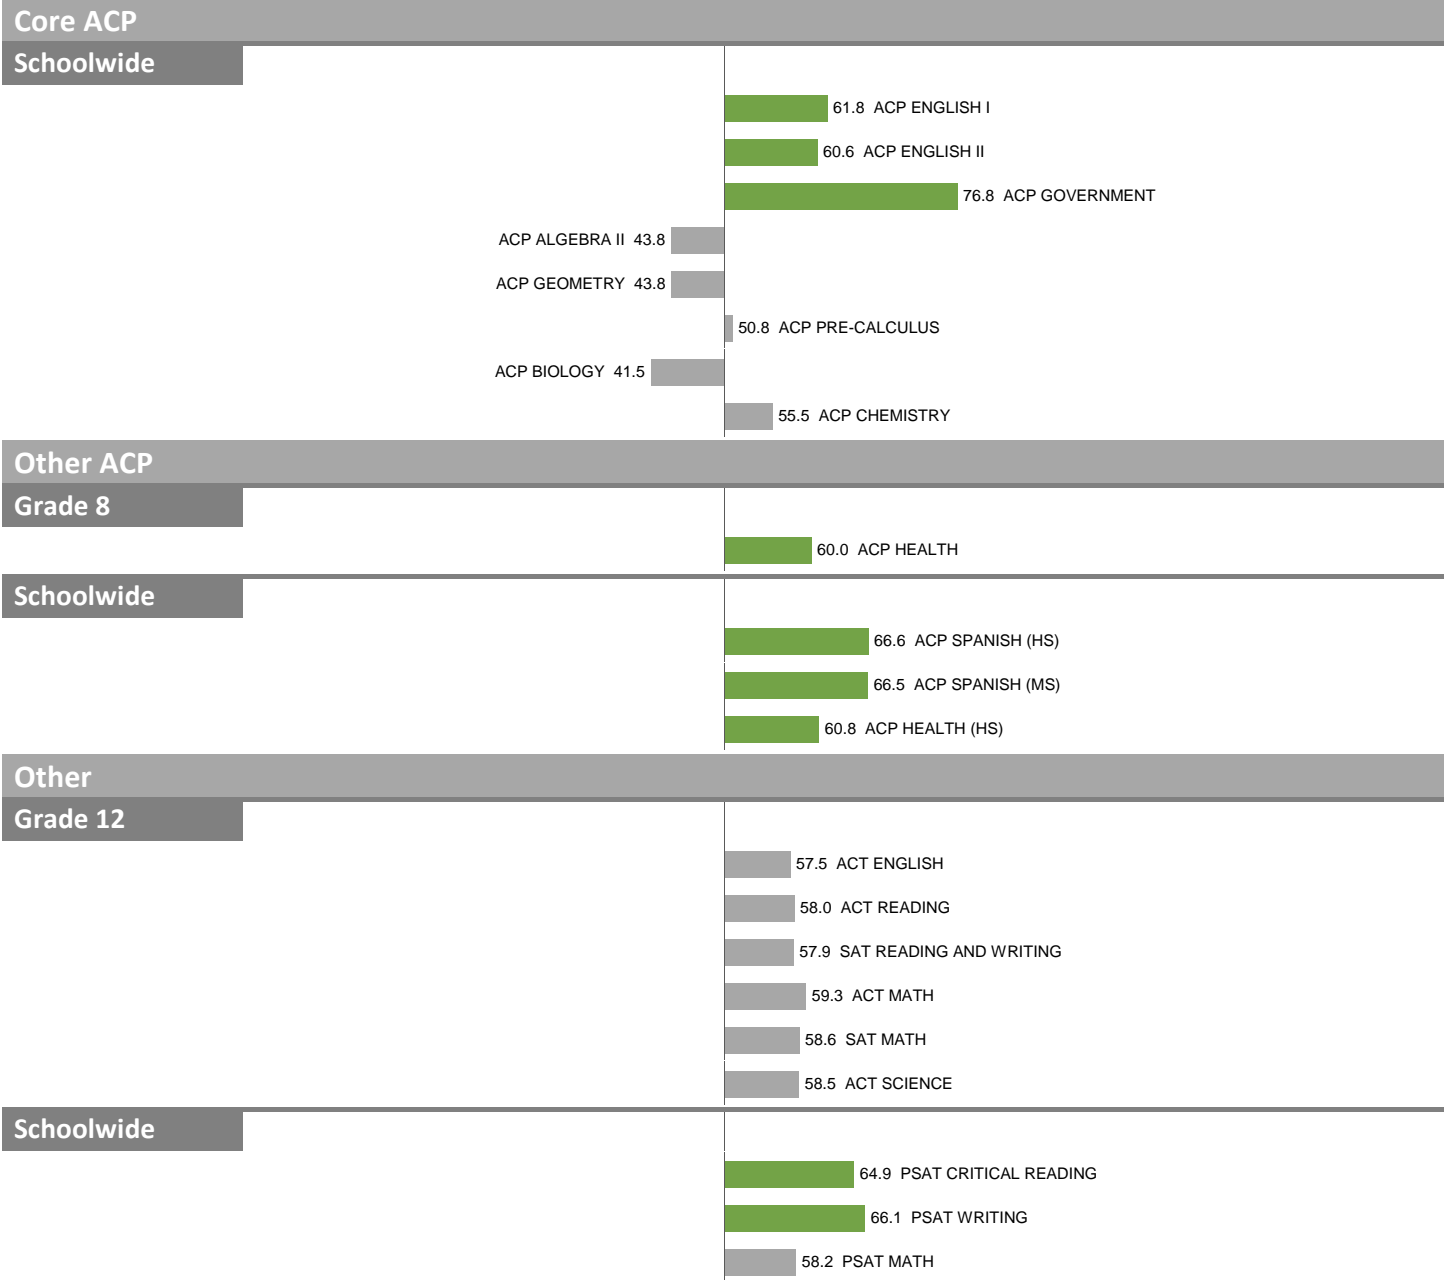 Core ACP
Schoolwide
61.8 ACP ENGLISH I
60.6 ACP ENGLISH II
76.8 ACP GOVERNMENT
ACP ALGEBRA II 43.8
ACP GEOMETRY 43.8
50.8 ACP PRE-CALCULUS
ACP BIOLOGY 41.5
55.5 ACP CHEMISTRY
Other ACP
Grade 8
60.0 ACP HEALTH
Schoolwide
66.6 ACP SPANISH (HS)
66.5 ACP SPANISH (MS)
60.8 ACP HEALTH (HS)
Other
Grade 12
57.5 ACT ENGLISH
58.0 ACT READING
57.9 SAT READING AND WRITING
59.3 ACT MATH
58.6 SAT MATH
58.5 ACT SCIENCE
Schoolwide
64.9 PSAT CRITICAL READING
66.1 PSAT WRITING
58.2 PSAT MATH